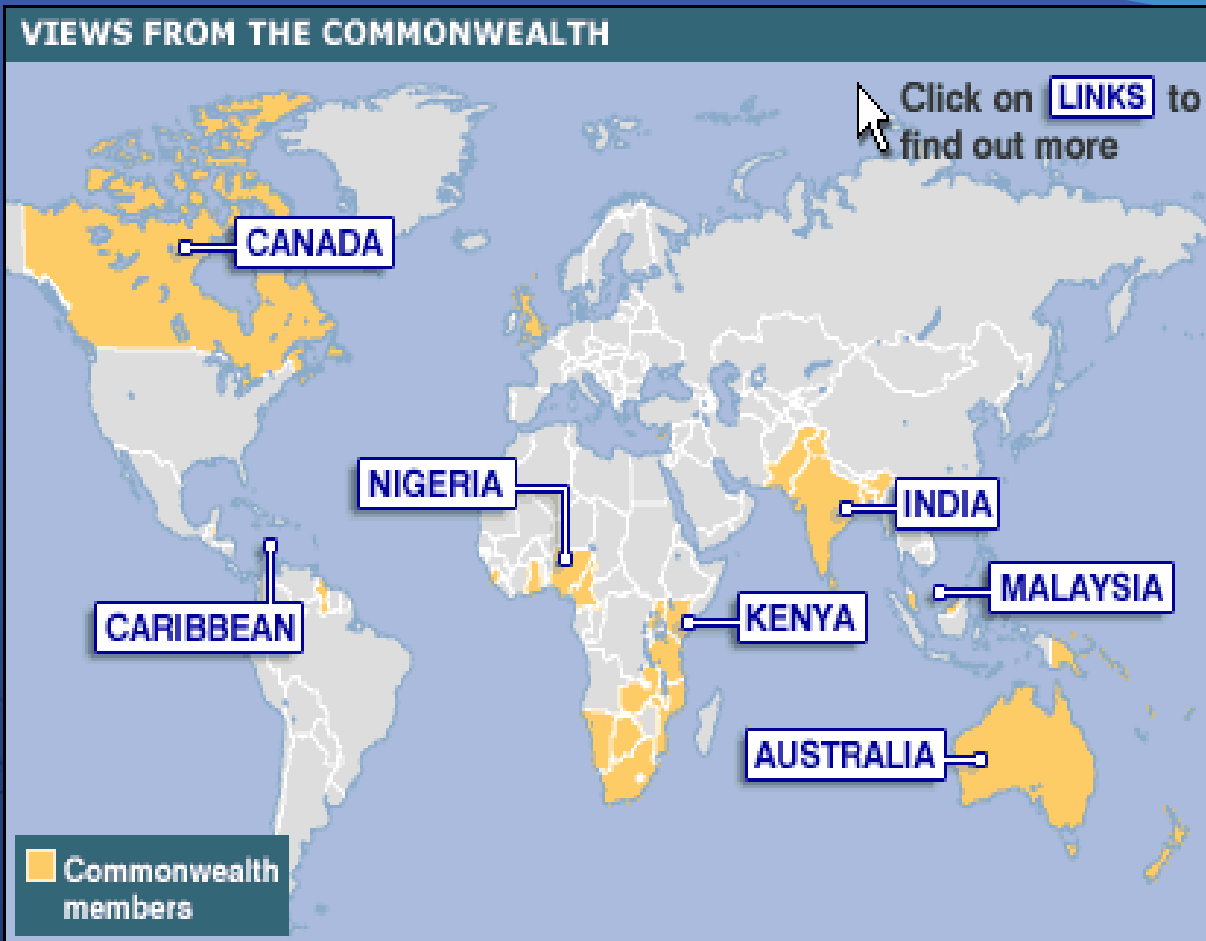 VIEWS FROM THE COMMONWEALTH
Click on LINKS to
find out more
CANADA
NIGERIA
INDIA
MALAYSIA
CARIBBEAN
KENYA
AUSTRALIA
Commonwealth
members